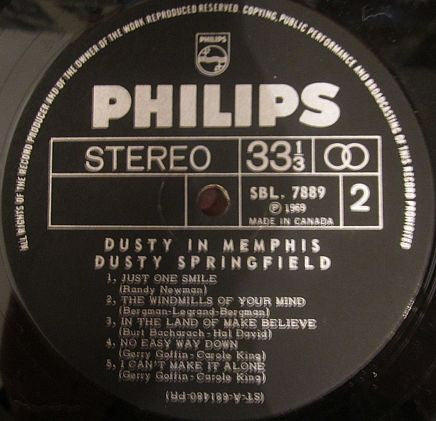 ALL RIGHTS OF THE RECORD PRODUCER AND OF THE OWNER OF THE WORK REPRODUCED RESERVED. COPYING, PUBLIC PERFORMANCE AND BROADCASTING OF THIS RECORD PROHIBITED
PHILIPS
PHILIPS
STEREO 33⅓
SBL. 7889 2
Ⓟ 1969
MADE IN CANADA
DUSTY IN MEMPHIS
DUSTY SPRINGFIELD
1, JUST ONE SMILE
(Randy Newman)
2, THE WINDMILLS OF YOUR MIND
(Bergman-Legrand-Bergman)
3, IN THE LAND OF MAKE BELIEVE
(Burt Bacharach - Hal David)
4, NO EASY WAY DOWN
(Gerry Goffin - Carole King)
5, I CAN'T MAKE IT ALONE
(Gerry Goffin - Carole King)
(ST-A-681480-PR)